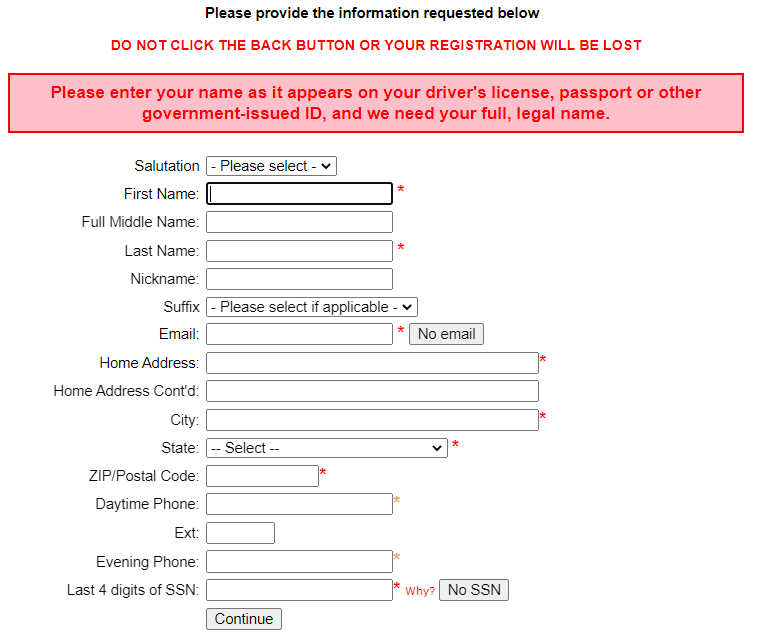 Please provide the information requested below
DO NOT CLICK THE BACK BUTTON OR YOUR REGISTRATION WILL BE LOST
Please enter your name as it appears on your driver's license, passport or other
government-issued ID, and we need your full, legal name.
Salutation - Please select -
First Name: *
Full Middle Name:
Last Name: *
Nickname:
Suffix - Please select if applicable -
Email: * No email
Home Address: *
Home Address Cont'd:
City: *
State: -- Select -- *
ZIP/Postal Code: *
Daytime Phone: *
Ext:
Evening Phone: *
Last 4 digits of SSN: * Why? No SSN
Continue